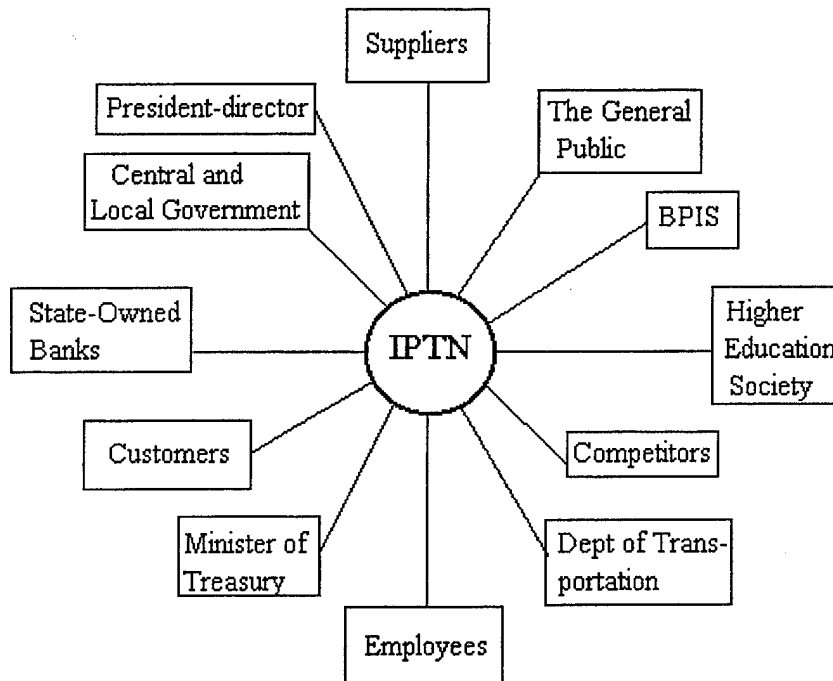 Suppliers
President-director
The General
Public
Central and
Local Government
BPIS
State-Owned
Banks
IPTN
Higher
Education
Society
Customers
Competitors
Minister of
Treasury
Dept of Trans-
portation
Employees